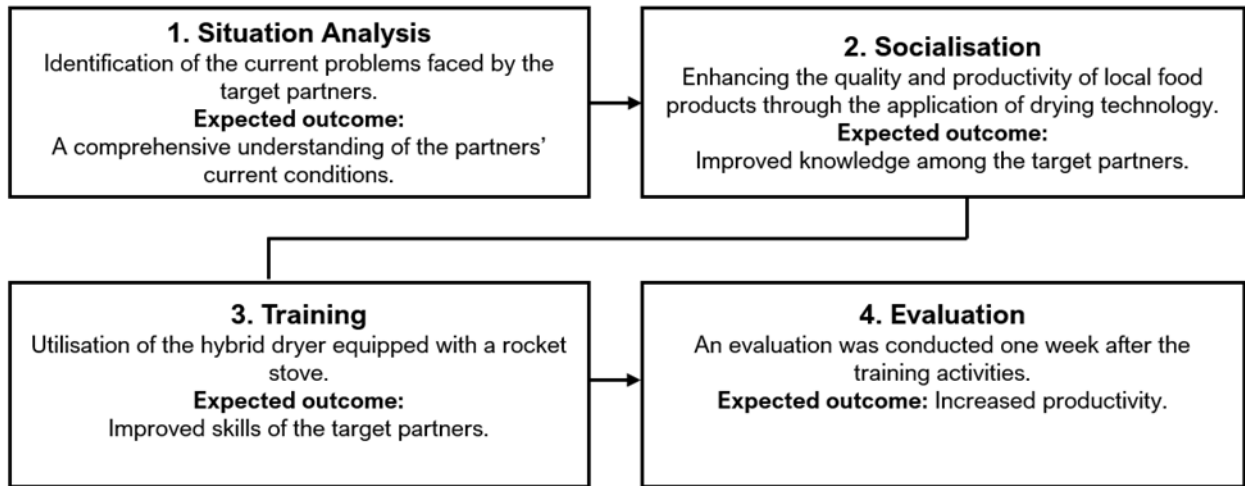 1. Situation Analysis
Identification of the current problems faced by the
target partners.
Expected outcome:
A comprehensive understanding of the partners’
current conditions.
2. Socialisation
Enhancing the quality and productivity of local food
products through the application of drying technology.
Expected outcome:
Improved knowledge among the target partners.
3. Training
Utilisation of the hybrid dryer equipped with a rocket
stove.
Expected outcome:
Improved skills of the target partners.
4. Evaluation
An evaluation was conducted one week after the
training activities.
Expected outcome: Increased productivity.